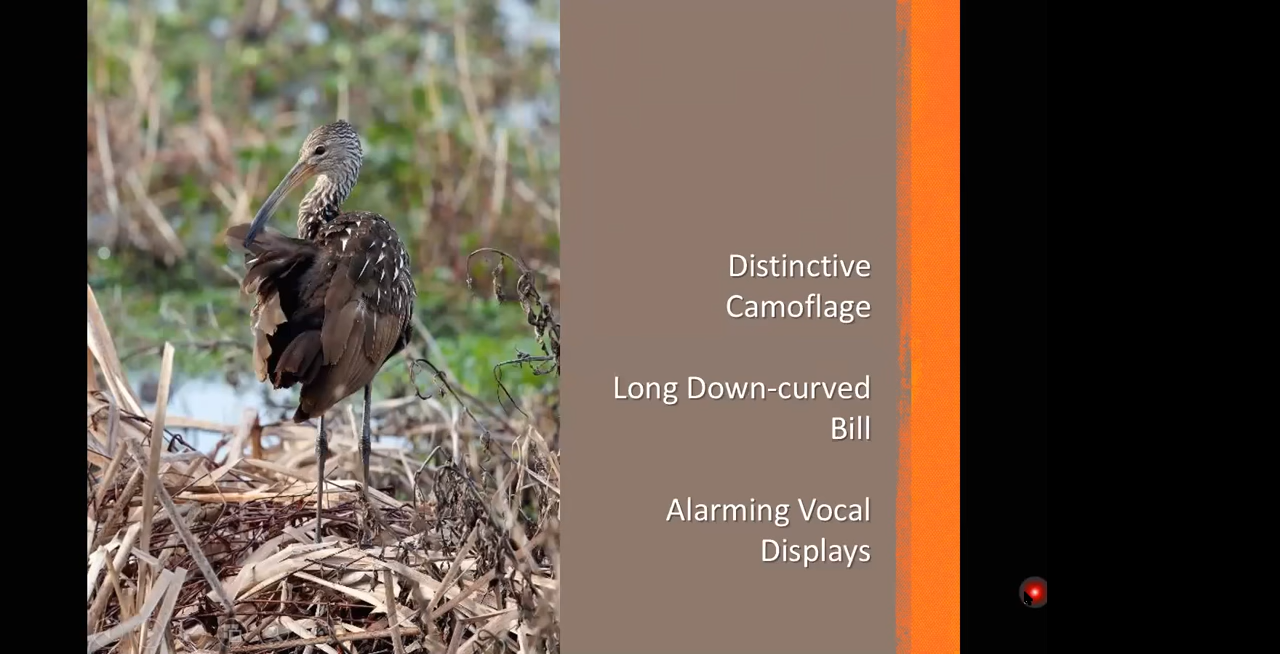 Distinctive
Camoflage
Long Down-curved
Bill
Alarming Vocal
Displays